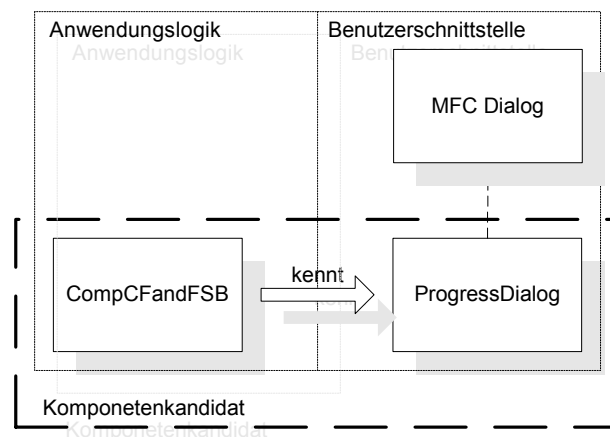 Anwendungslogik
Benutzerschnittstelle
MFC Dialog
CompCFandFSB
kennt
ProgressDialog
Komponetenkandidat